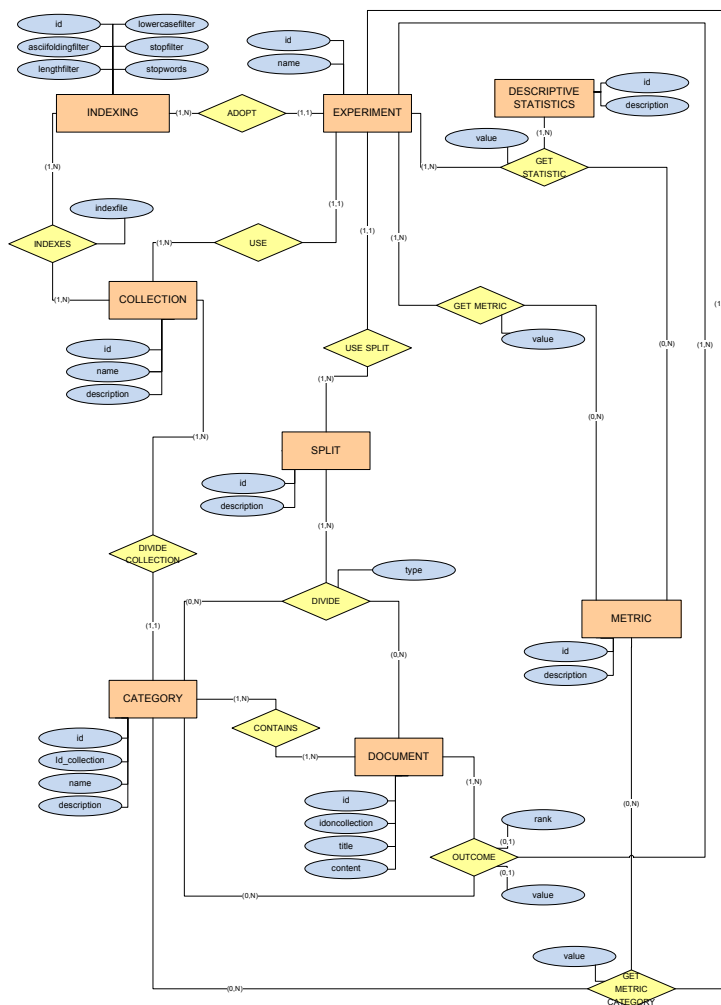 id
lowercasefilter
asciifoldingfilter
stopfilter
lengthfilter
stopwords
INDEXING
(1,N)
ADOPT
(1,1)
id
name
EXPERIMENT
DESCRIPTIVE
STATISTICS
id
description
(1,N)
value
(1,N)
GET
STATISTIC
(1,N)
indexfile
INDEXES
(1,N)
(1,N)
USE
(1,1)
(1,1)
(1,N)
COLLECTION
id
name
description
GET METRIC
value
USE SPLIT
(0,N)
(1,N)
(1,N)
(0,N)
(1,N)
(1,N)
SPLIT
id
description
(1,N)
DIVIDE
COLLECTION
type
DIVIDE
(0,N)
(0,N)
(1,1)
METRIC
id
description
CATEGORY
(1,N)
CONTAINS
(1,N)
id
Id_collection
name
description
DOCUMENT
id
idoncollection
title
content
(1,N)
(0,N)
rank
(0,1)
OUTCOME
(0,1)
value
(0,N)
value
(0,N)
GET
METRIC
CATEGORY